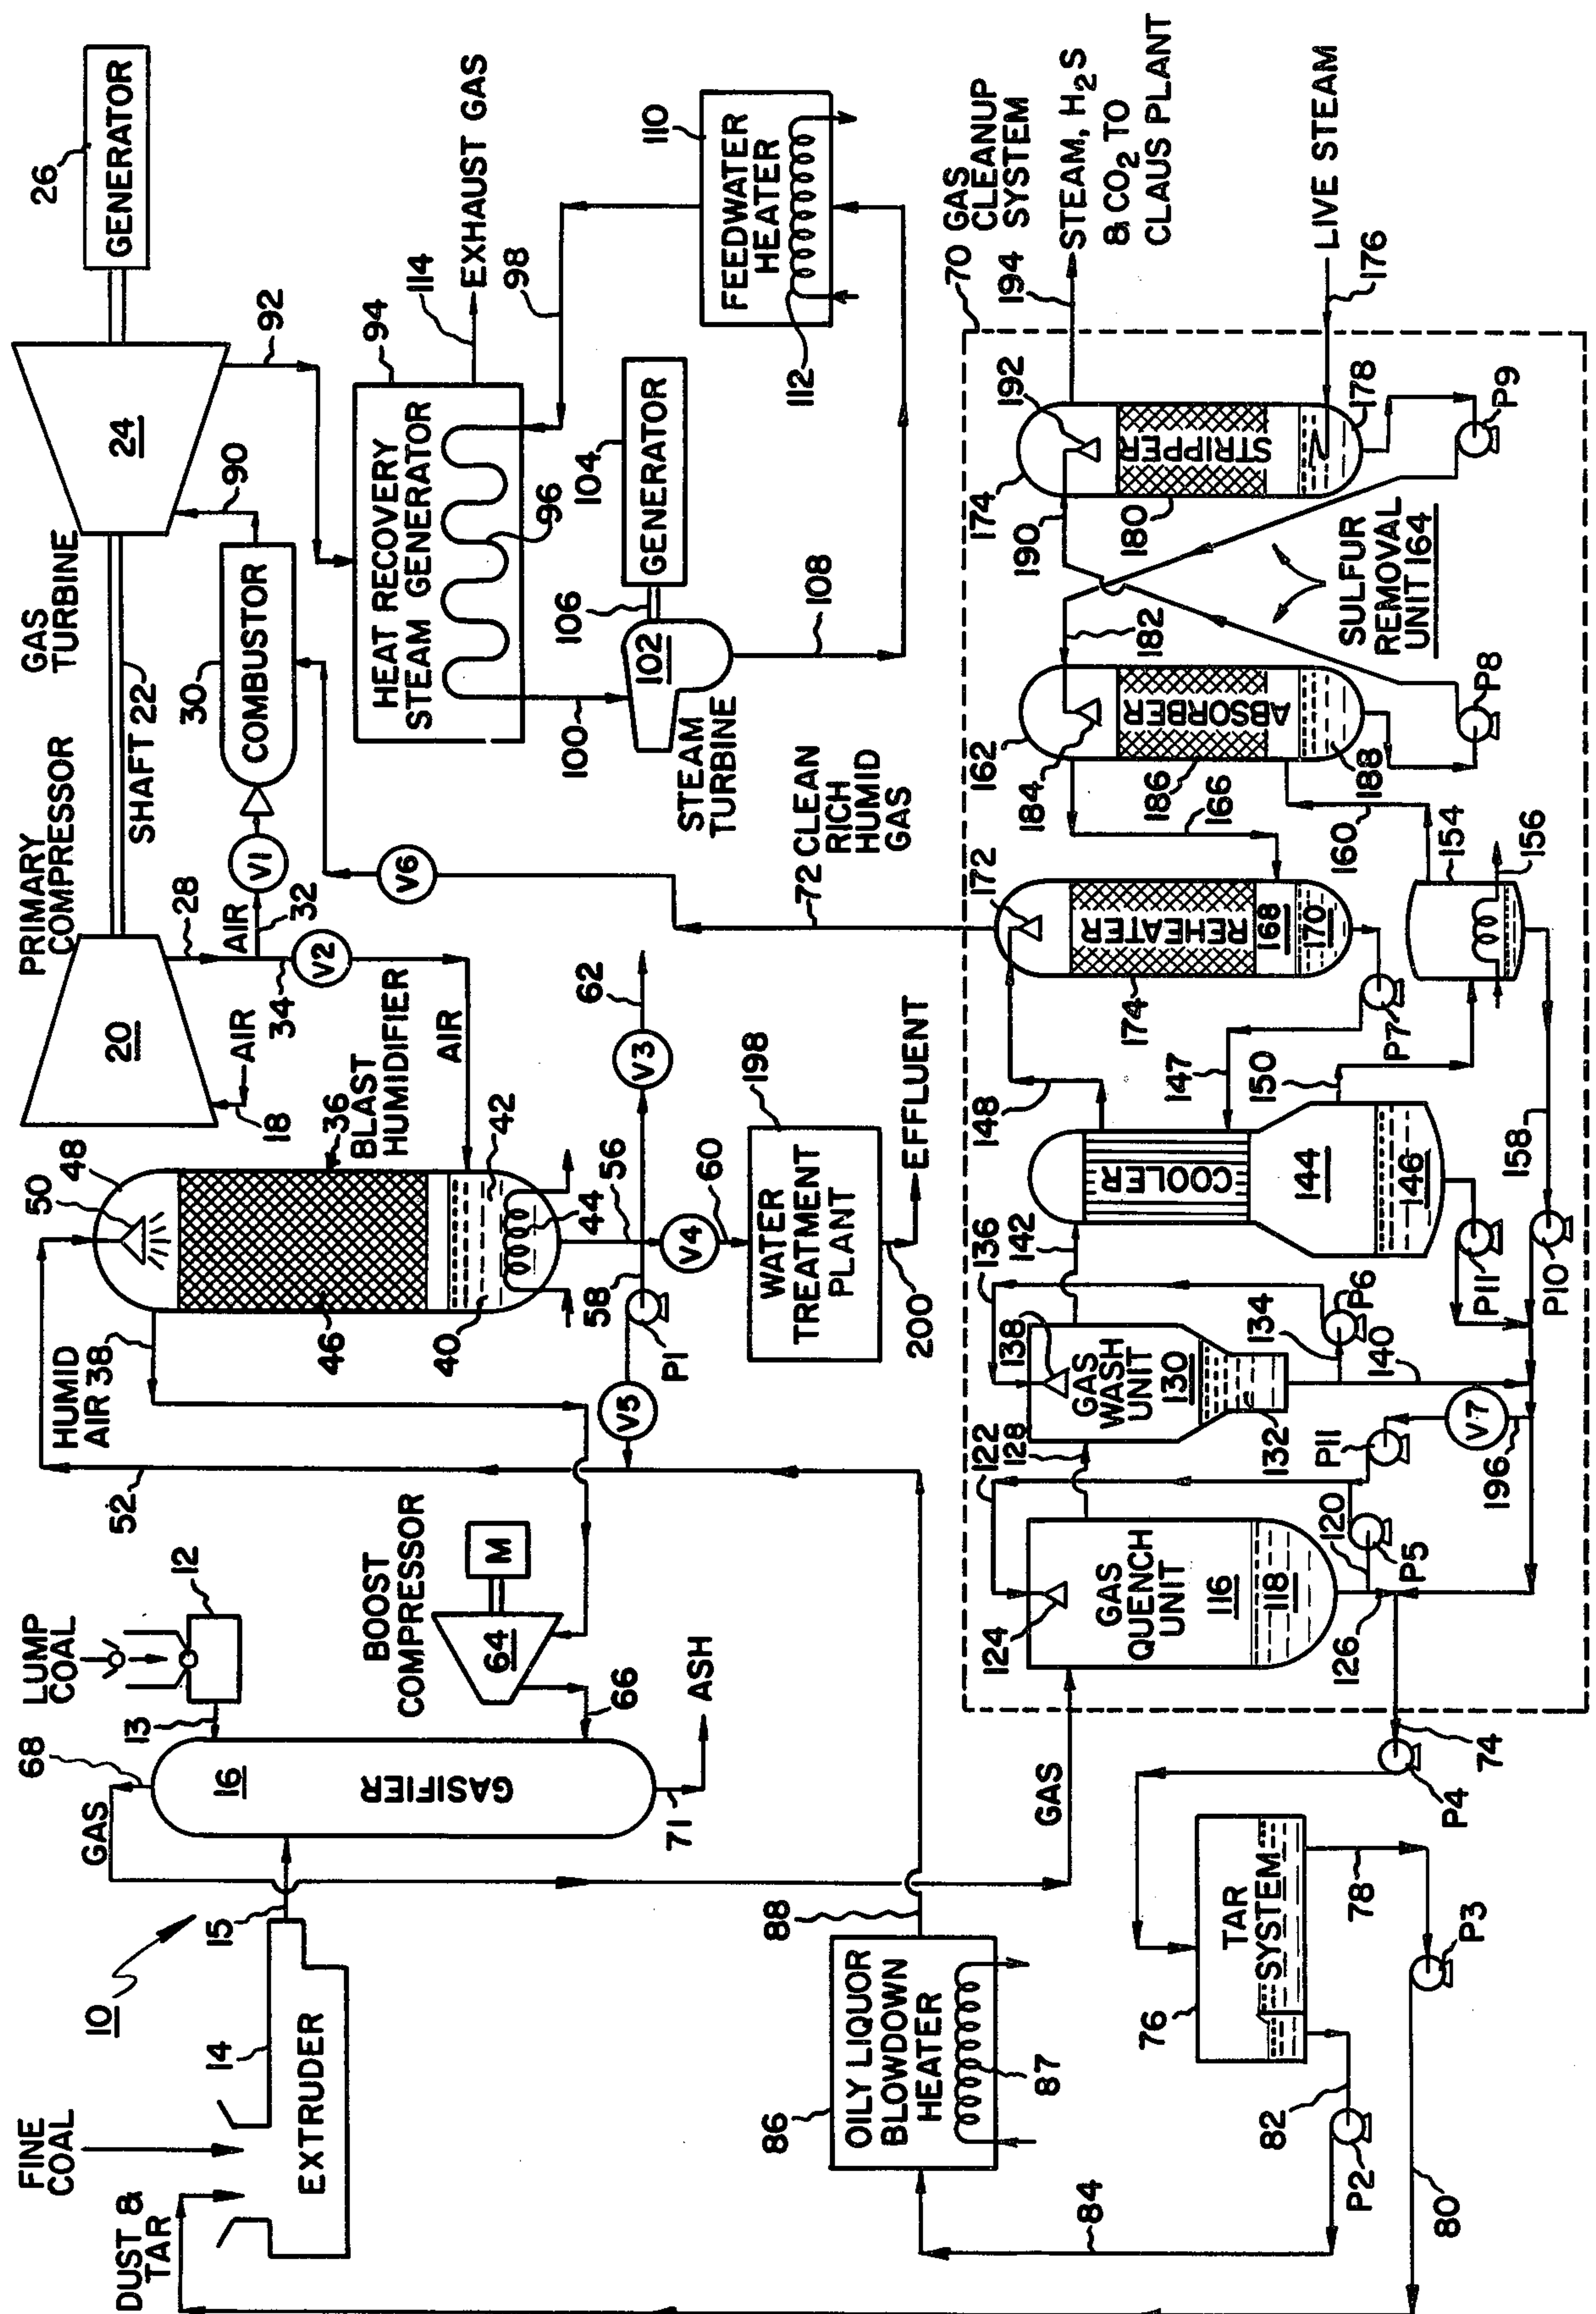 FINE
COAL
DUST &
TAR
10
14
EXTRUDER
15
LUMP
COAL
12
13
68
GAS
16
GASIFIER
71
ASH
66
BOOST
COMPRESSOR
64
M
52
HUMID
AIR 38
50
48
46
36
BLAST
HUMIDIFIER
40
42
44
56
58
P1
V5
V4
60
V3
62
WATER
TREATMENT
PLANT
198
200
EFFLUENT
PRIMARY
COMPRESSOR
20
18
AIR
28
AIR
32
34
V2
V1
AIR
SHAFT 22
GAS
TURBINE
24
26
GENERATOR
30
COMBUSTOR
90
92
V6
HEAT RECOVERY
STEAM GENERATOR
94
96
114
EXHAUST GAS
98
100
STEAM
TURBINE
102
106
104
GENERATOR
108
FEEDWATER
HEATER
110
112
72 CLEAN
RICH
HUMID
GAS
86
OILY LIQUOR
BLOWDOWN
HEATER
87
88
84
82
P2
76
TAR
SYSTEM
78
P3
80
P4
74
GAS
70 GAS
CLEANUP
SYSTEM
124
GAS
QUENCH
UNIT
116
118
122
120
P5
126
128
GAS
WASH
UNIT
130
132
138
136
134
P6
140
P11
V7
196
142
COOLER
144
146
147
148
150
P11
P10
158
172
REHEATER
168
170
174
P7
154
156
160
162
ABSORBER
184
186
188
166
182
P8
SULFUR
REMOVAL
UNIT 164
174
192
190
STRIPPER
180
178
P9
194
STEAM, H2S
& CO2 TO
CLAUS PLANT
LIVE STEAM
176